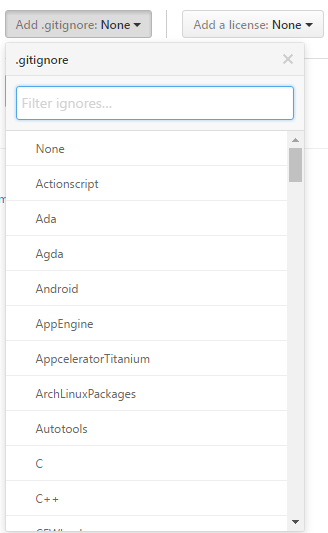 Add .gitignore: None
Add a license: None
.gitignore
Filter ignores...
None
Actionscript
Ada
Agda
Android
AppEngine
AppceleratorTitanium
ArchLinuxPackages
Autotools
C
C++